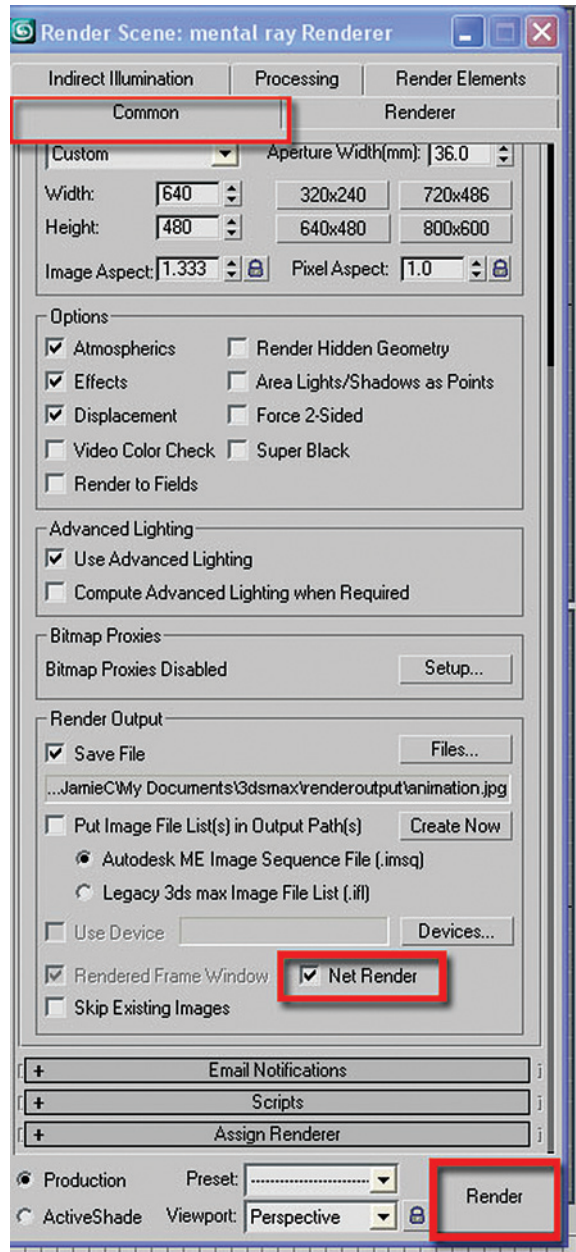 Render Scene: mental ray Renderer
Indirect Illumination Processing Render Elements
Common Renderer
Custom Aperture Width(mm): 36.0
Width: 640 320x240 720x486
Height: 480 640x480 800x600
Image Aspect: 1.333 Pixel Aspect: 1.0
Options
Atmospherics Render Hidden Geometry
Effects Area Lights/Shadows as Points
Displacement Force 2-Sided
Video Color Check Super Black
Render to Fields
Advanced Lighting
Use Advanced Lighting
Compute Advanced Lighting when Required
Bitmap Proxies
Bitmap Proxies Disabled Setup...
Render Output
Save File Files...
...JamieC\My Documents\3dsmax\renderoutput\animation.jpg
Put Image File List(s) in Output Path(s) Create Now
Autodesk ME Image Sequence File (.imsq)
Legacy 3ds max Image File List (.ifl)
Use Device Devices...
Rendered Frame Window Net Render
Skip Existing Images
+ Email Notifications
+ Scripts
+ Assign Renderer
Production Preset: -----------------------
ActiveShade Viewport: Perspective Render